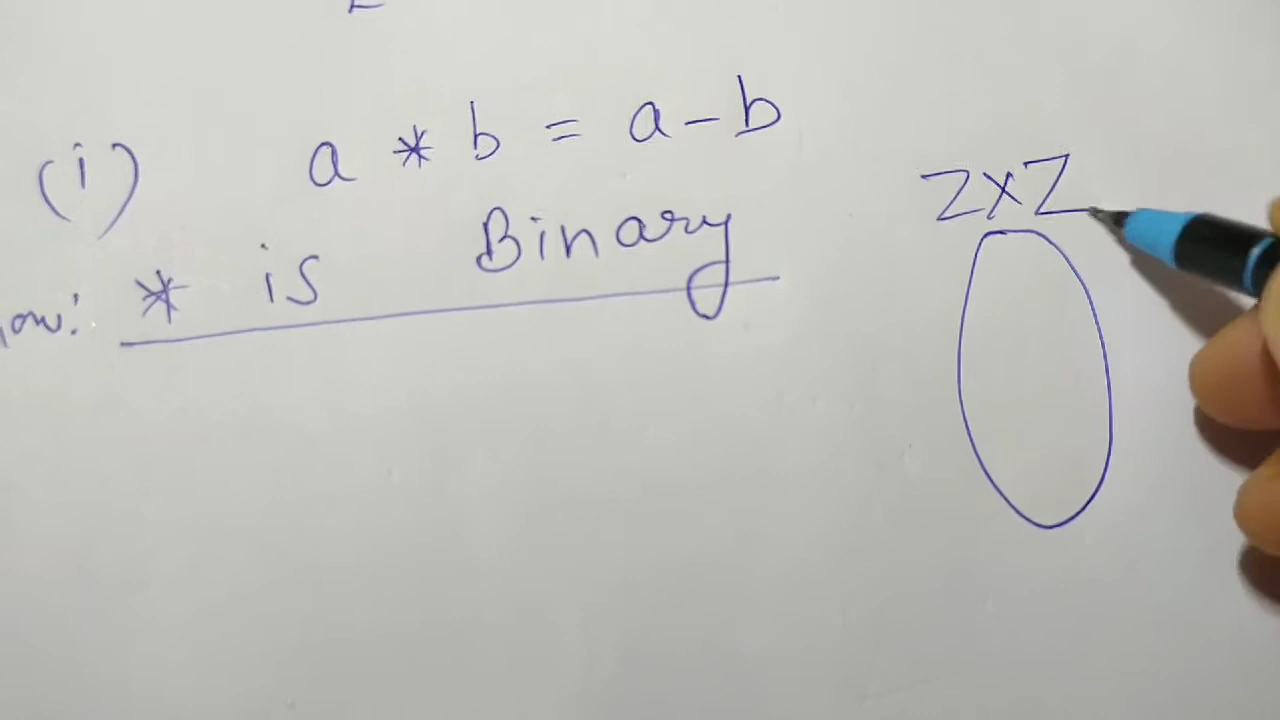 (i) a * b = a - b
* is Binary
Z×Z